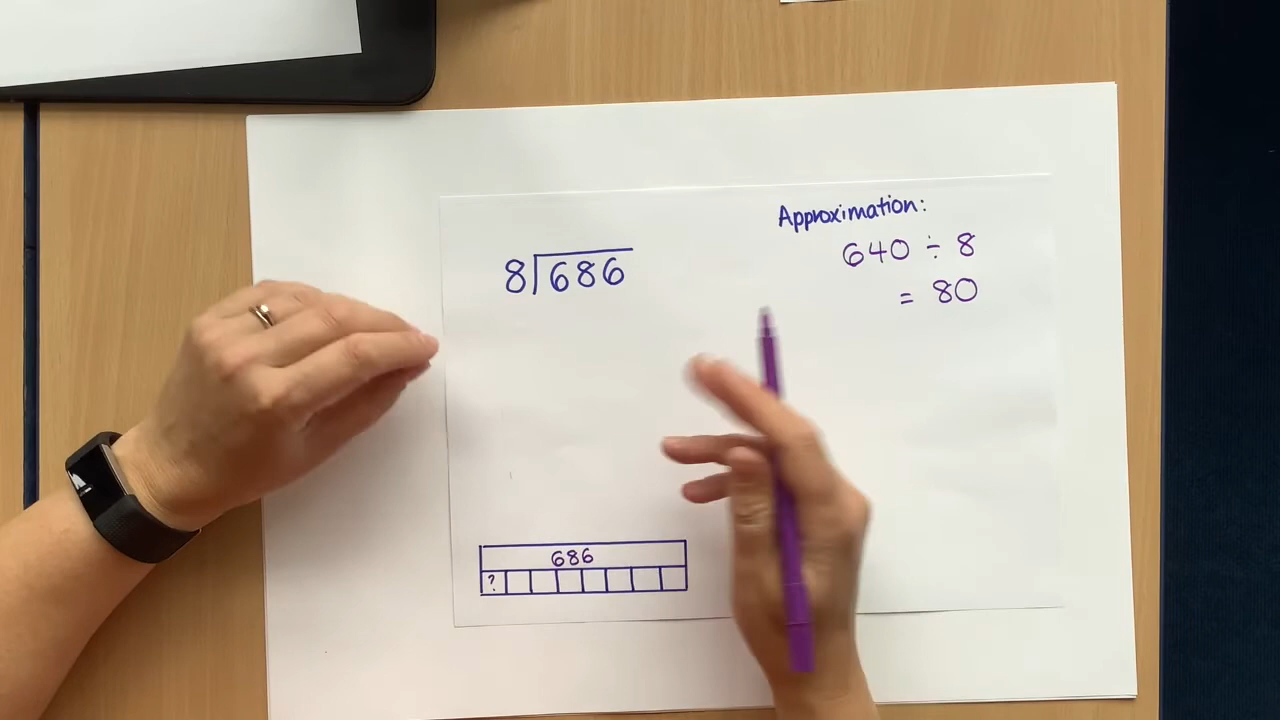 Approximation:
640 ÷ 8
= 80
8 686
686
?